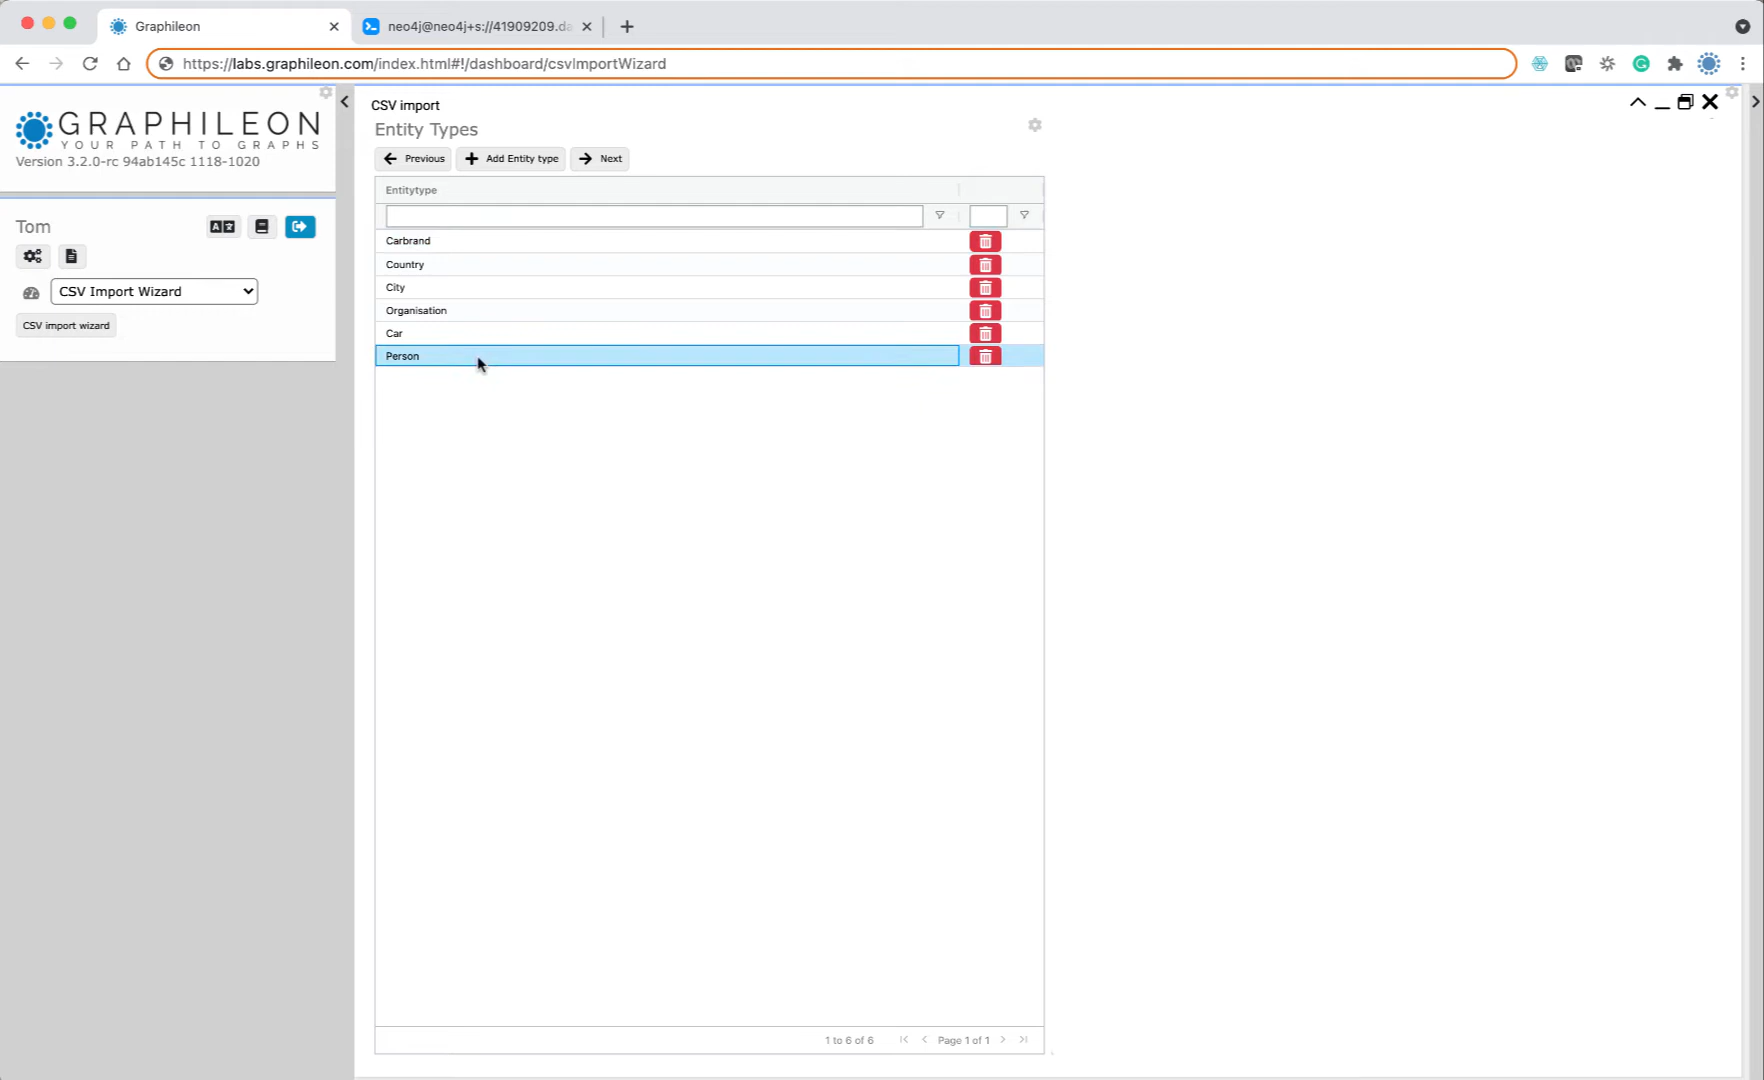 Graphileon
neo4j@neo4j+s://41909209.da
https://labs.graphileon.com/index.html#!/dashboard/csvImportWizard
GRAPHILEON
YOUR PATH TO GRAPHS
Version 3.2.0-rc 94ab145c 1118-1020
Tom
CSV Import Wizard
CSV import wizard
CSV import
Entity Types
Previous
Add Entity type
Next
Entitytype
Carbrand
Country
City
Organisation
Car
Person
1 to 6 of 6
Page 1 of 1